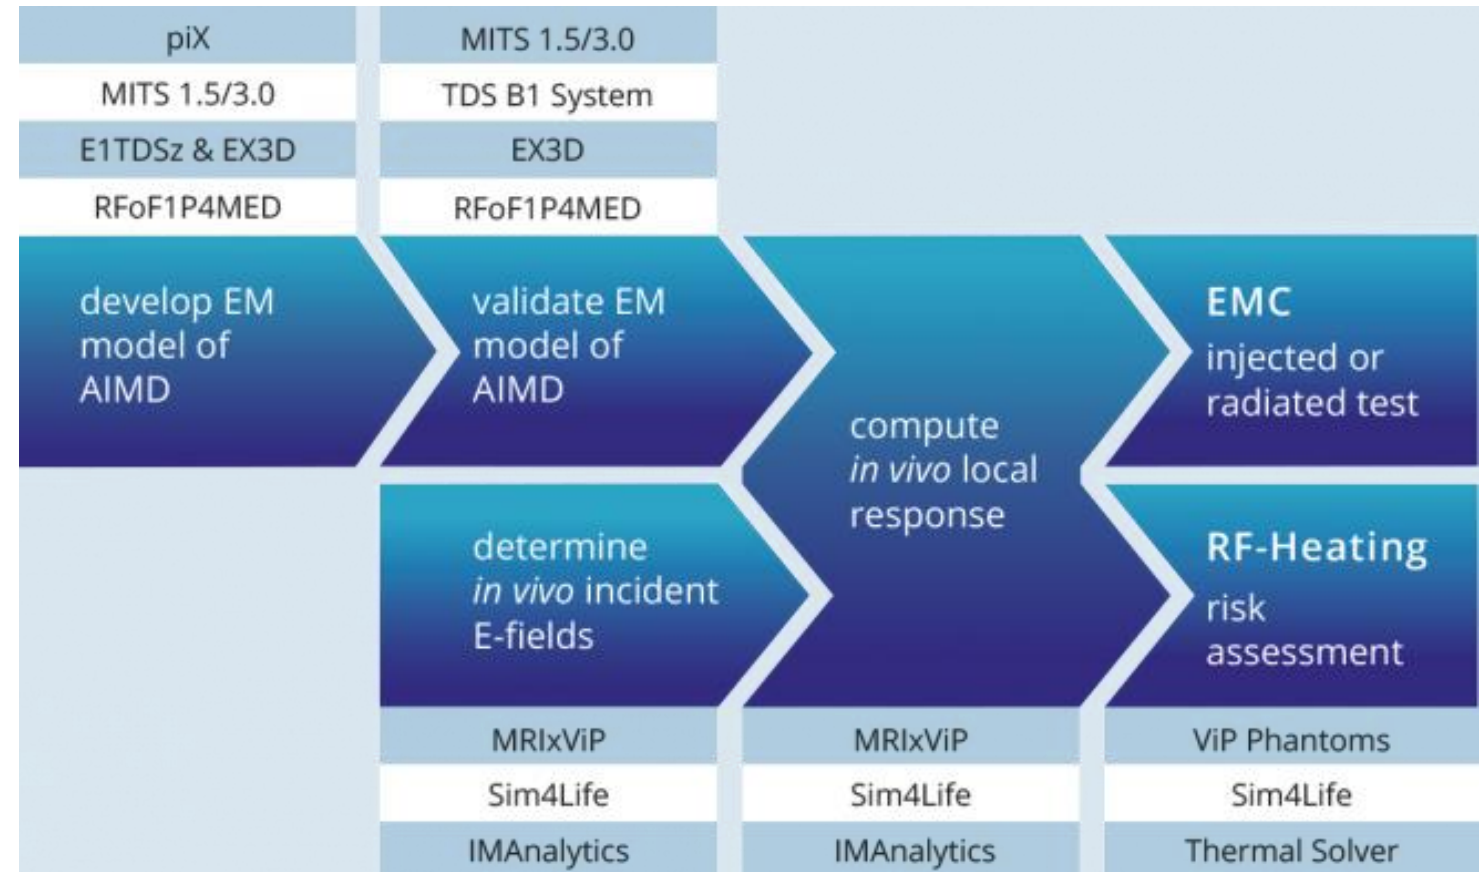 piX
MITS 1.5/3.0
E1TDSz & EX3D
RFoF1P4MED
develop EM
model of
AIMD
MITS 1.5/3.0
TDS B1 System
EX3D
RFoF1P4MED
validate EM
model of
AIMD
determine
in vivo incident
E-fields
MRIxViP
Sim4Life
IMAnalytics
compute
in vivo local
response
MRIxViP
Sim4Life
IMAnalytics
EMC
injected or
radiated test
RF-Heating
risk
assessment
ViP Phantoms
Sim4Life
Thermal Solver